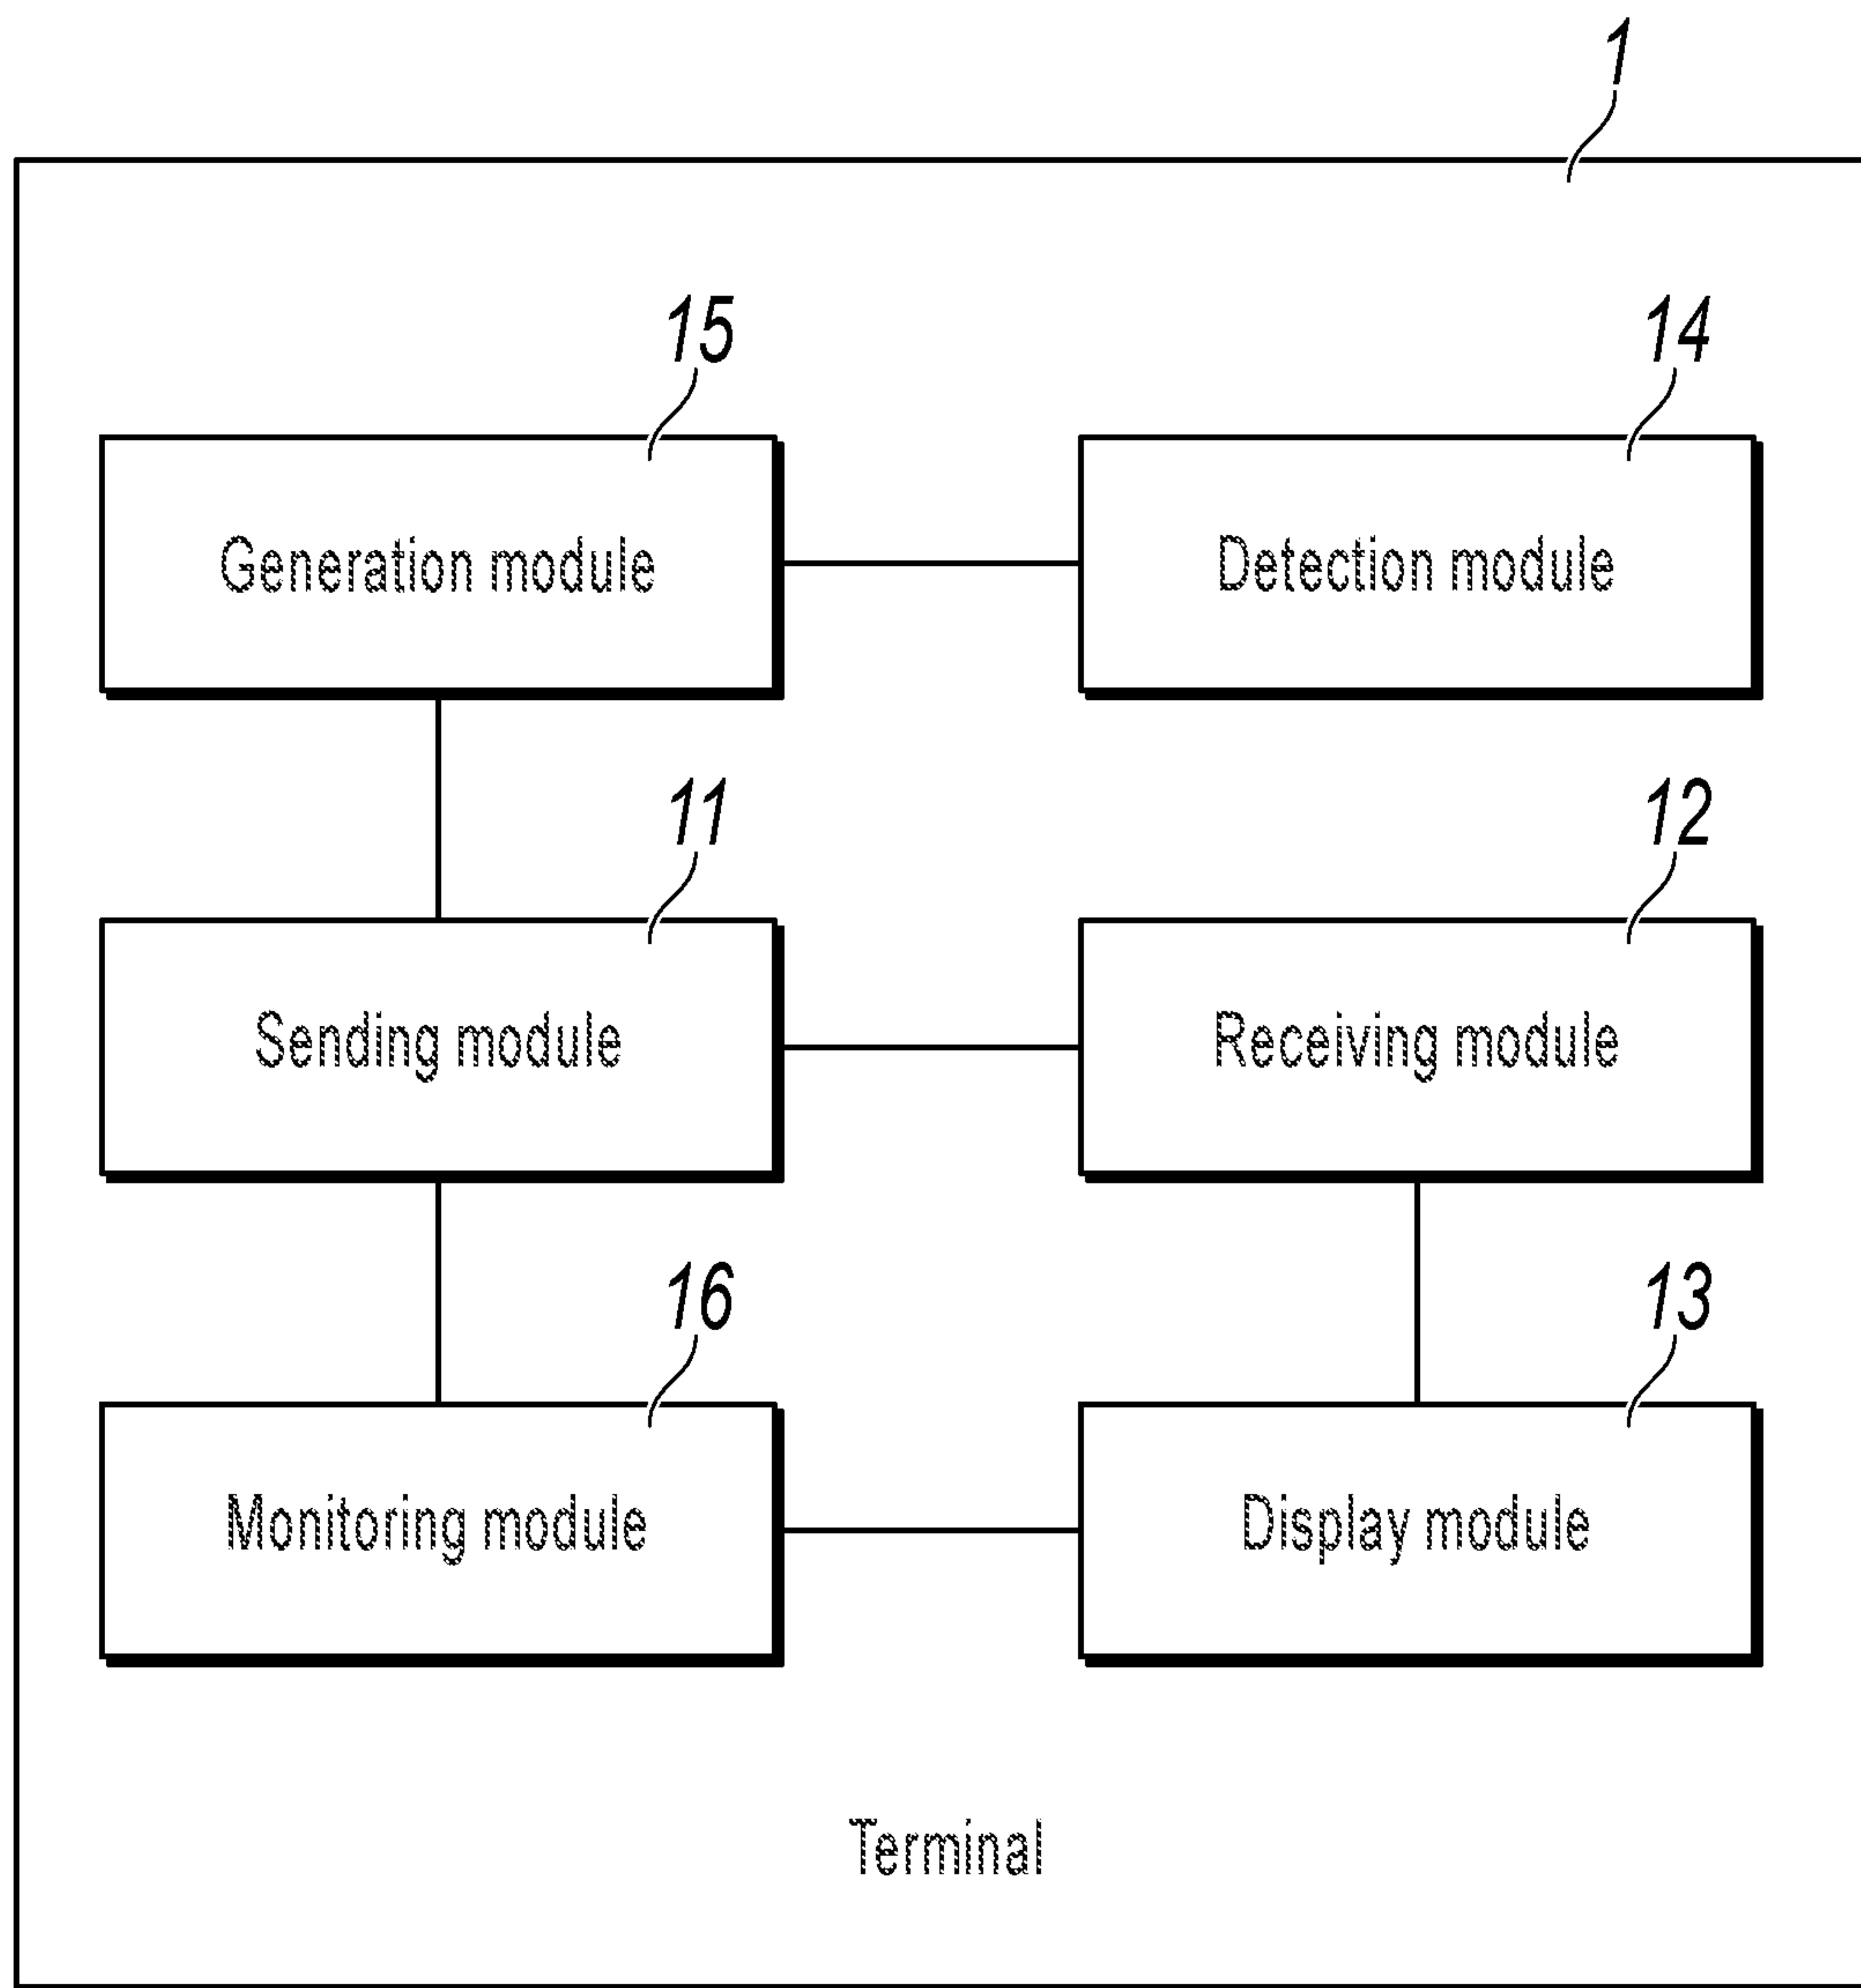 1
15
14
Generation module
Detection module
11
12
Sending module
Receiving module
16
13
Monitoring module
Display module
Terminal